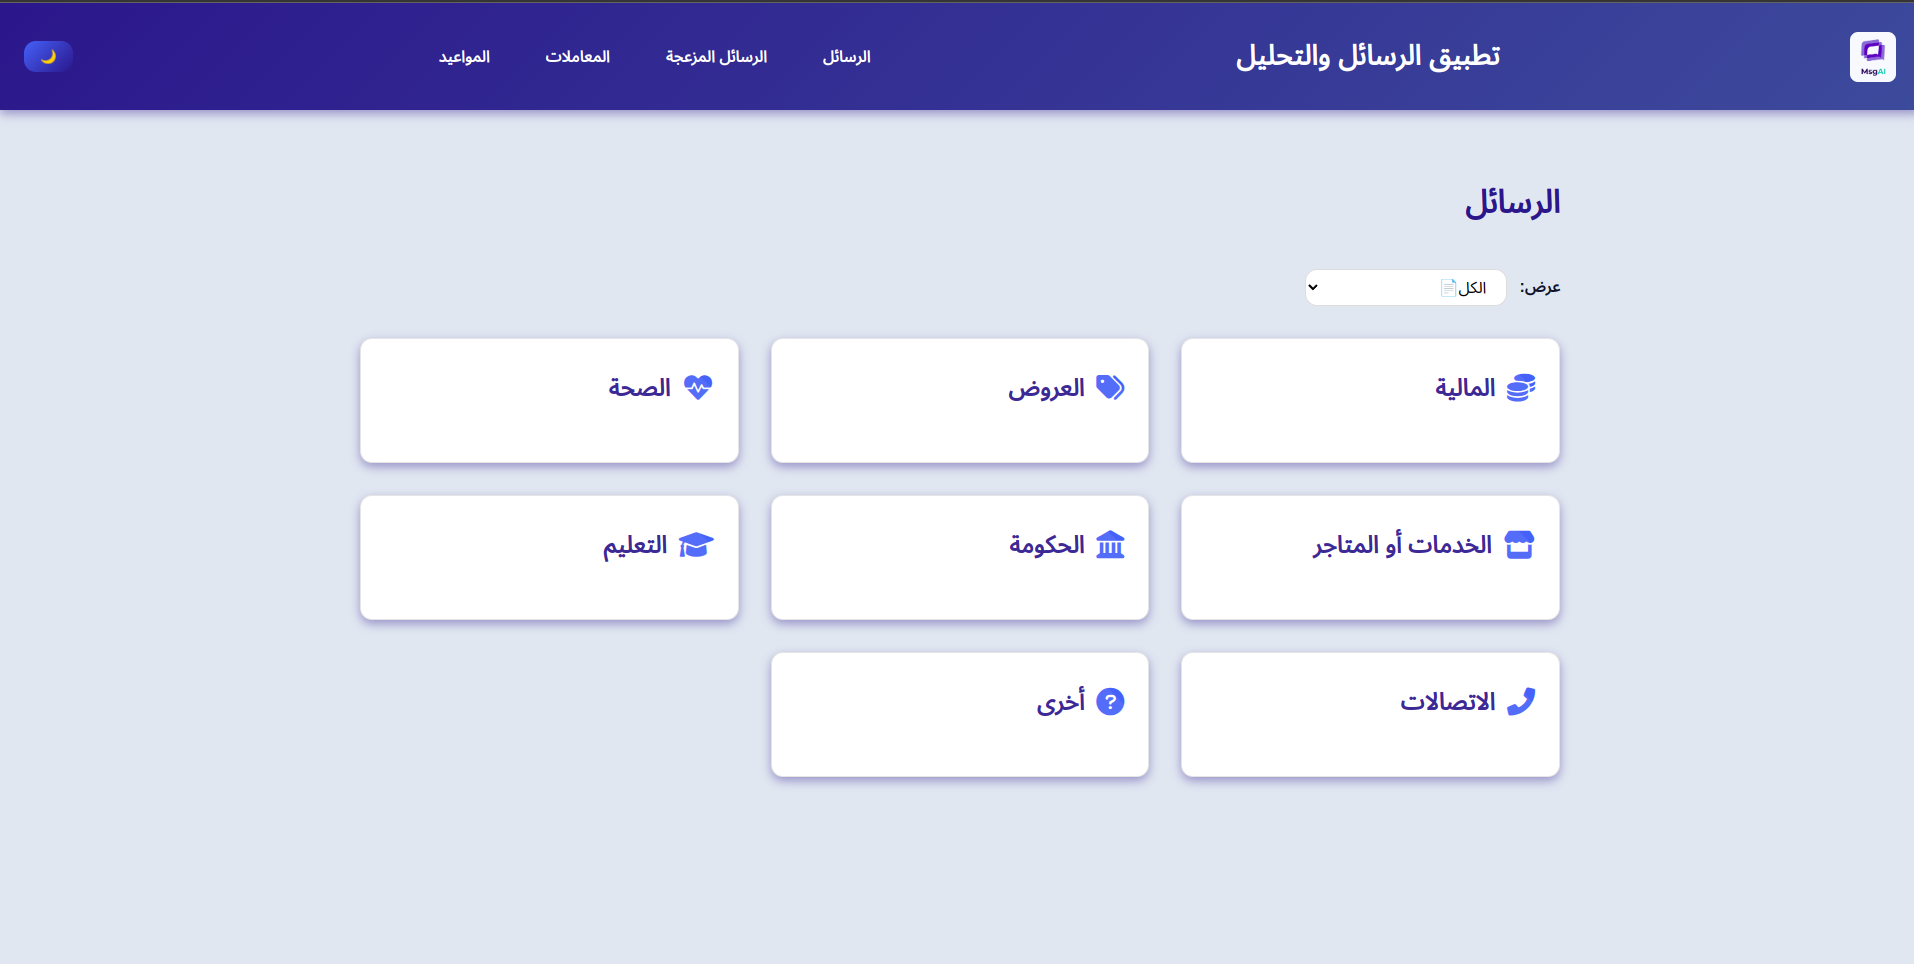 MsgAI
تطبيق الرسائل والتحليل
الرسائل
الرسائل المزعجة
المعاملات
المواعيد
الرسائل
عرض:
الكل
المالية
العروض
الصحة
الخدمات أو المتاجر
الحكومة
التعليم
الاتصالات
أخرى